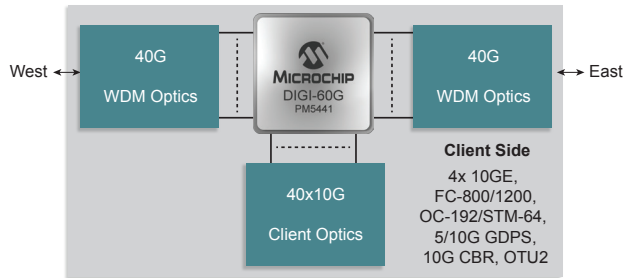 West
40G
WDM Optics
MICROCHIP
DIGI-60G
PM5441
40G
WDM Optics
East
40x10G
Client Optics
Client Side
4x 10GE,
FC-800/1200,
OC-192/STM-64,
5/10G GDPS,
10G CBR, OTU2